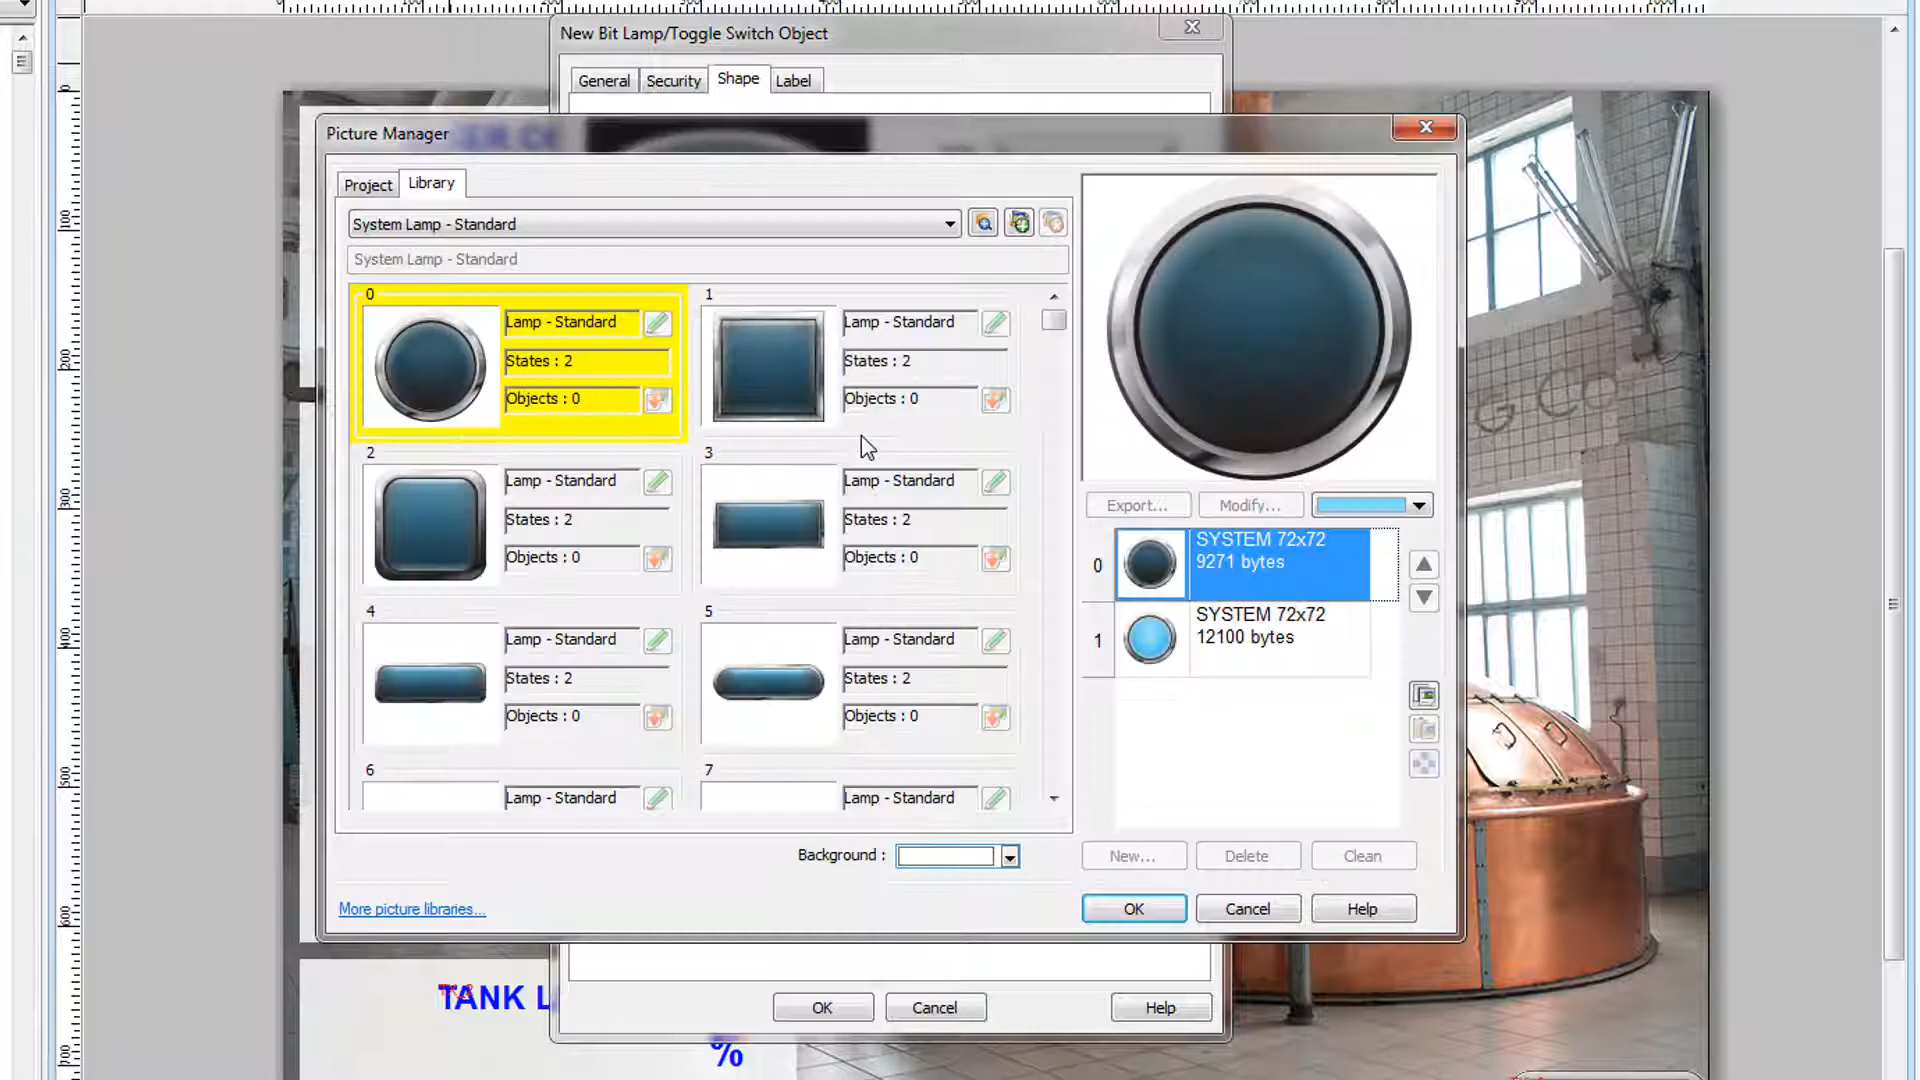 New Bit Lamp/Toggle Switch Object
General Security Shape Label
Picture Manager
Project Library
System Lamp - Standard
System Lamp - Standard
0
Lamp - Standard
States : 2
Objects : 0
1
Lamp - Standard
States : 2
Objects : 0
2
Lamp - Standard
States : 2
Objects : 0
3
Lamp - Standard
States : 2
Objects : 0
4
Lamp - Standard
States : 2
Objects : 0
5
Lamp - Standard
States : 2
Objects : 0
6
Lamp - Standard
7
Lamp - Standard
Export... Modify...
0
SYSTEM 72x72
9271 bytes
1
SYSTEM 72x72
12100 bytes
Background :
New... Delete Clean
More picture libraries...
OK Cancel Help
G Co
TANK L
%
OK Cancel Help